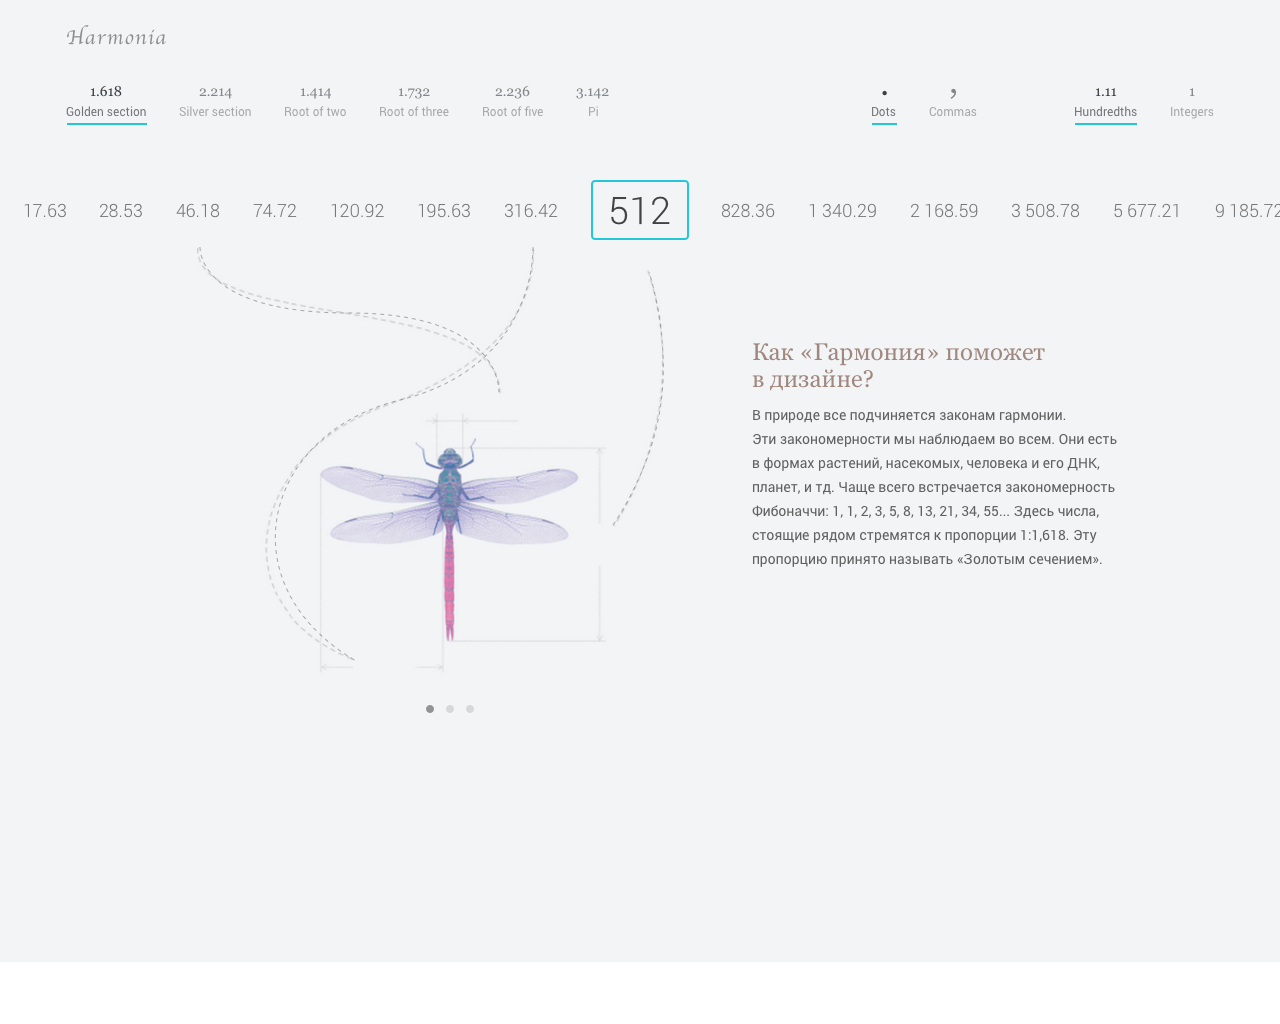 Harmonia
1.618 2.214 1.414 1.732 2.236 3.142 . , 1.11 1
Golden section Silver section Root of two Root of three Root of five Pi Dots Commas Hundredths Integers
17.63 28.53 46.18 74.72 120.92 195.63 316.42 512 828.36 1 340.29 2 168.59 3 508.78 5 677.21 9 185.72
Как «Гармония» поможет
в дизайне?
В природе все подчиняется законам гармонии.
Эти закономерности мы наблюдаем во всем. Они есть
в формах растений, насекомых, человека и его ДНК,
планет, и тд. Чаще всего встречается закономерность
Фибоначчи: 1, 1, 2, 3, 5, 8, 13, 21, 34, 55... Здесь числа,
стоящие рядом стремятся к пропорции 1:1,618. Эту
пропорцию принято называть «Золотым сечением».